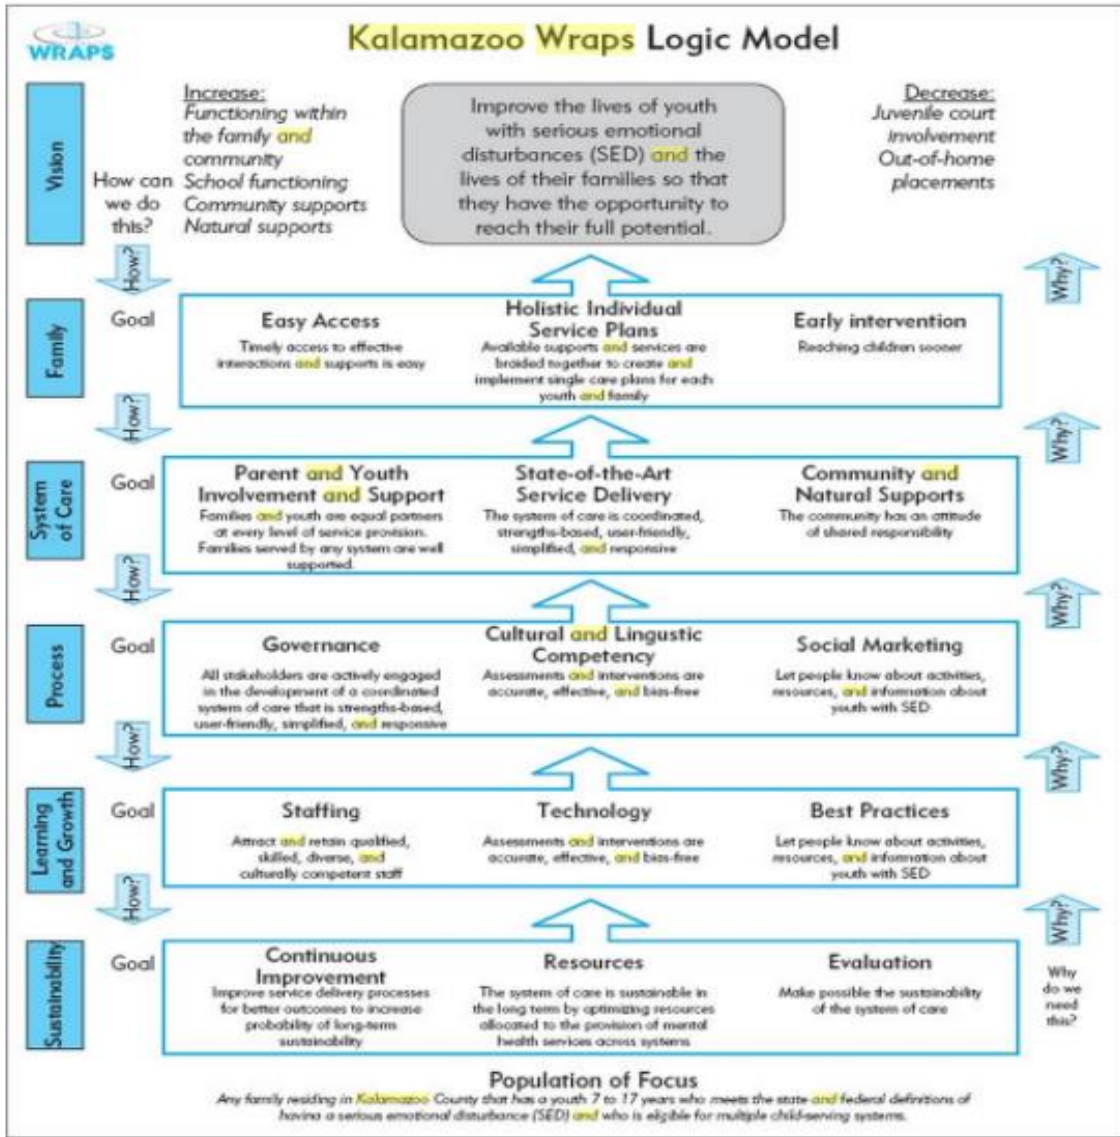 WRAPS
Kalamazoo Wraps Logic Model
Vision
How can
we do
this?
Increase:
Functioning within
the family and
community
School functioning
Community supports
Natural supports
Improve the lives of youth
with serious emotional
disturbances (SED) and the
lives of their families so that
they have the opportunity to
reach their full potential.
Decrease:
Juvenile court
involvement
Out-of-home
placements
How?
Why?
Family
Goal
Easy Access
Timely access to effective
interactions and supports is easy
Holistic Individual
Service Plans
Available supports and services are
braided together to create and
implement single care plans for each
youth and family
Early intervention
Reaching children sooner
How?
Why?
System
of Care
Goal
Parent and Youth
Involvement and Support
Families and youth are equal partners
at every level of service provision.
Families served by any system are well
supported.
State-of-the-Art
Service Delivery
The system of care is coordinated,
strengths-based, user-friendly,
simplified, and responsive
Community and
Natural Supports
The community has an attitude
of shared responsibility
How?
Why?
Process
Goal
Governance
All stakeholders are actively engaged
in the development of a coordinated
system of care that is strengths-based,
user-friendly, simplified, and responsive
Cultural and Lingustic
Competency
Assessments and interventions are
accurate, effective, and bias-free
Social Marketing
Let people know about activities,
resources, and information about
youth with SED
How?
Why?
Learning
and Growth
Goal
Staffing
Attract and retain qualified,
skilled, diverse, and
culturally competent staff
Technology
Assessments and interventions are
accurate, effective, and bias-free
Best Practices
Let people know about activities,
resources, and information about
youth with SED
How?
Why?
Sustainability
Goal
Continuous
Improvement
Improve service delivery processes
for better outcomes to increase
probability of long-term
sustainability
Resources
The system of care is sustainable in
the long term by optimizing resources
allocated to the provision of mental
health services across systems
Evaluation
Make possible the sustainability
of the system of care
Why
do we
need
this?
Population of Focus
Any family residing in Kalamazoo County that has a youth 7 to 17 years who meets the state and federal definitions of
having a serious emotional disturbance (SED) and who is eligible for multiple child-serving systems.